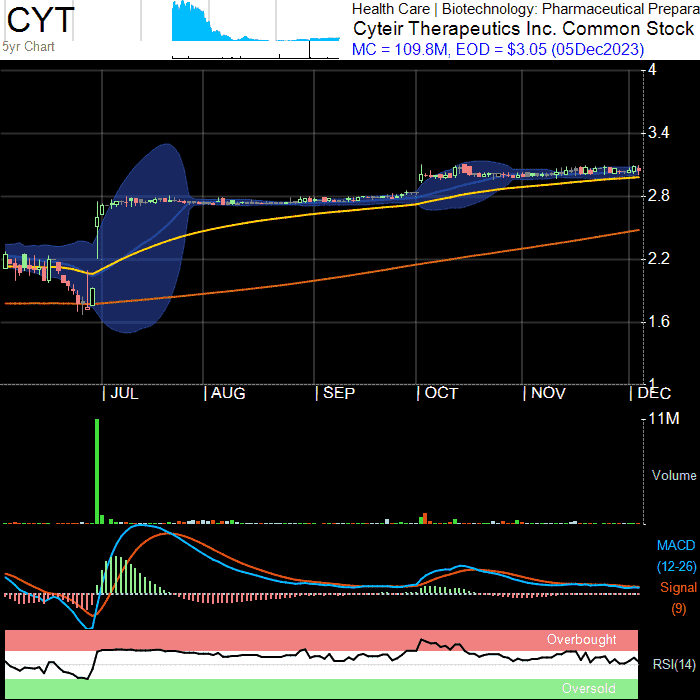 CYT
5yr Chart
Health Care | Biotechnology: Pharmaceutical Prepara
Cyteir Therapeutics Inc. Common Stock
MC = 109.8M, EOD = $3.05 (05Dec2023)
4
3.4
2.8
2.2
1.6
1
| JUL | AUG | SEP | OCT | NOV | DEC
11M
Volume
MACD
(12-26)
Signal
(9)
Overbought
RSI(14)
Oversold